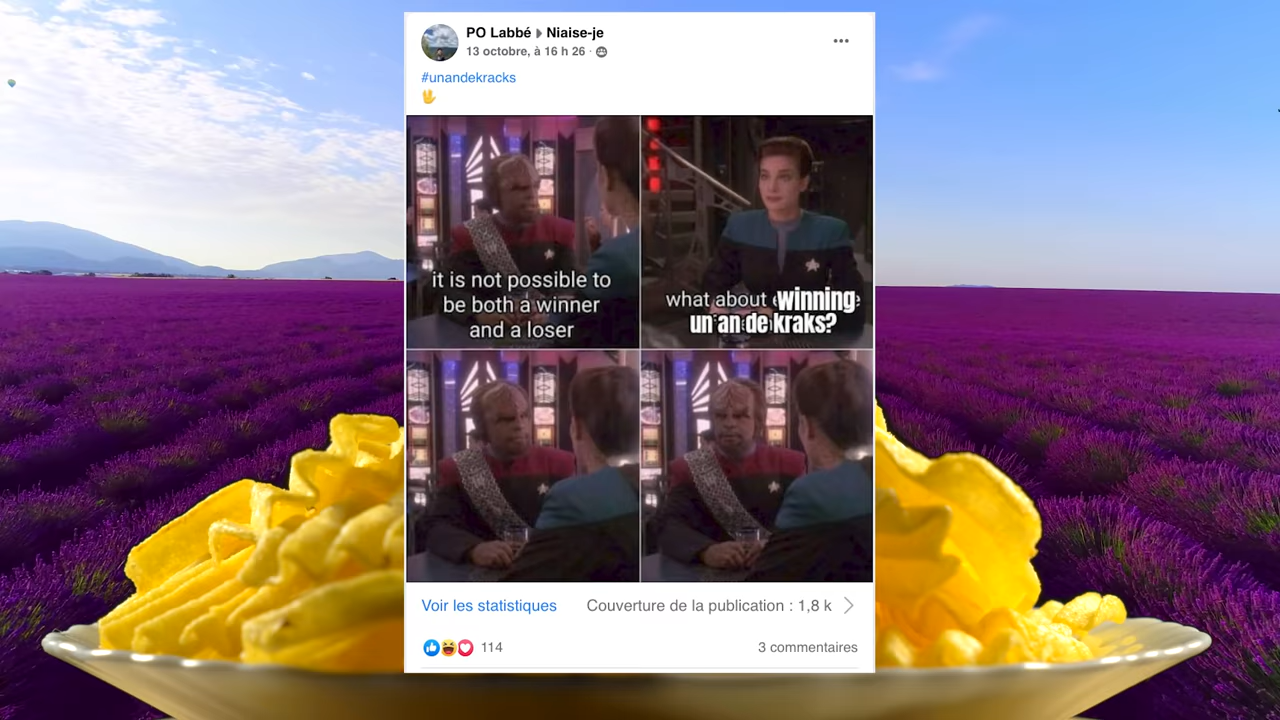 PO Labbé ▸ Niaise-je
13 octobre, à 16 h 26 ·
#unandekracks
🖖
it is not possible to
be both a winner
and a loser
what about winning
un an de kraks?
Voir les statistiques
Couverture de la publication : 1,8 k
114
3 commentaires